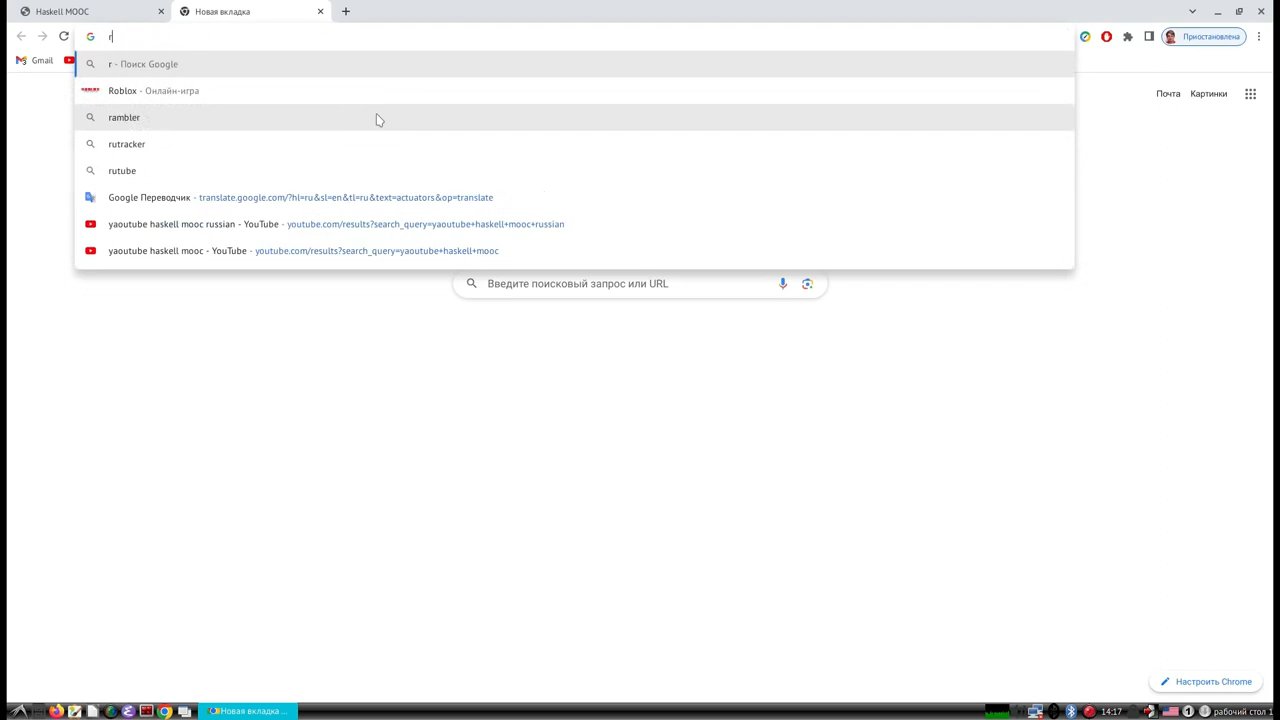 Haskell MOOC
Новая вкладка
r
Приостановлена
Gmail
r - Поиск Google
Roblox - Онлайн-игра
Почта
Картинки
rambler
rutracker
rutube
Google Переводчик - translate.google.com/?hl=ru&sl=en&tl=ru&text=actuators&op=translate
yaoutube haskell mooc russian - YouTube - youtube.com/results?search_query=yaoutube+haskell+mooc+russian
yaoutube haskell mooc - YouTube - youtube.com/results?search_query=yaoutube+haskell+mooc
Введите поисковый запрос или URL
Настроить Chrome
Новая вкладка ...
14:17
1
рабочий стол 1